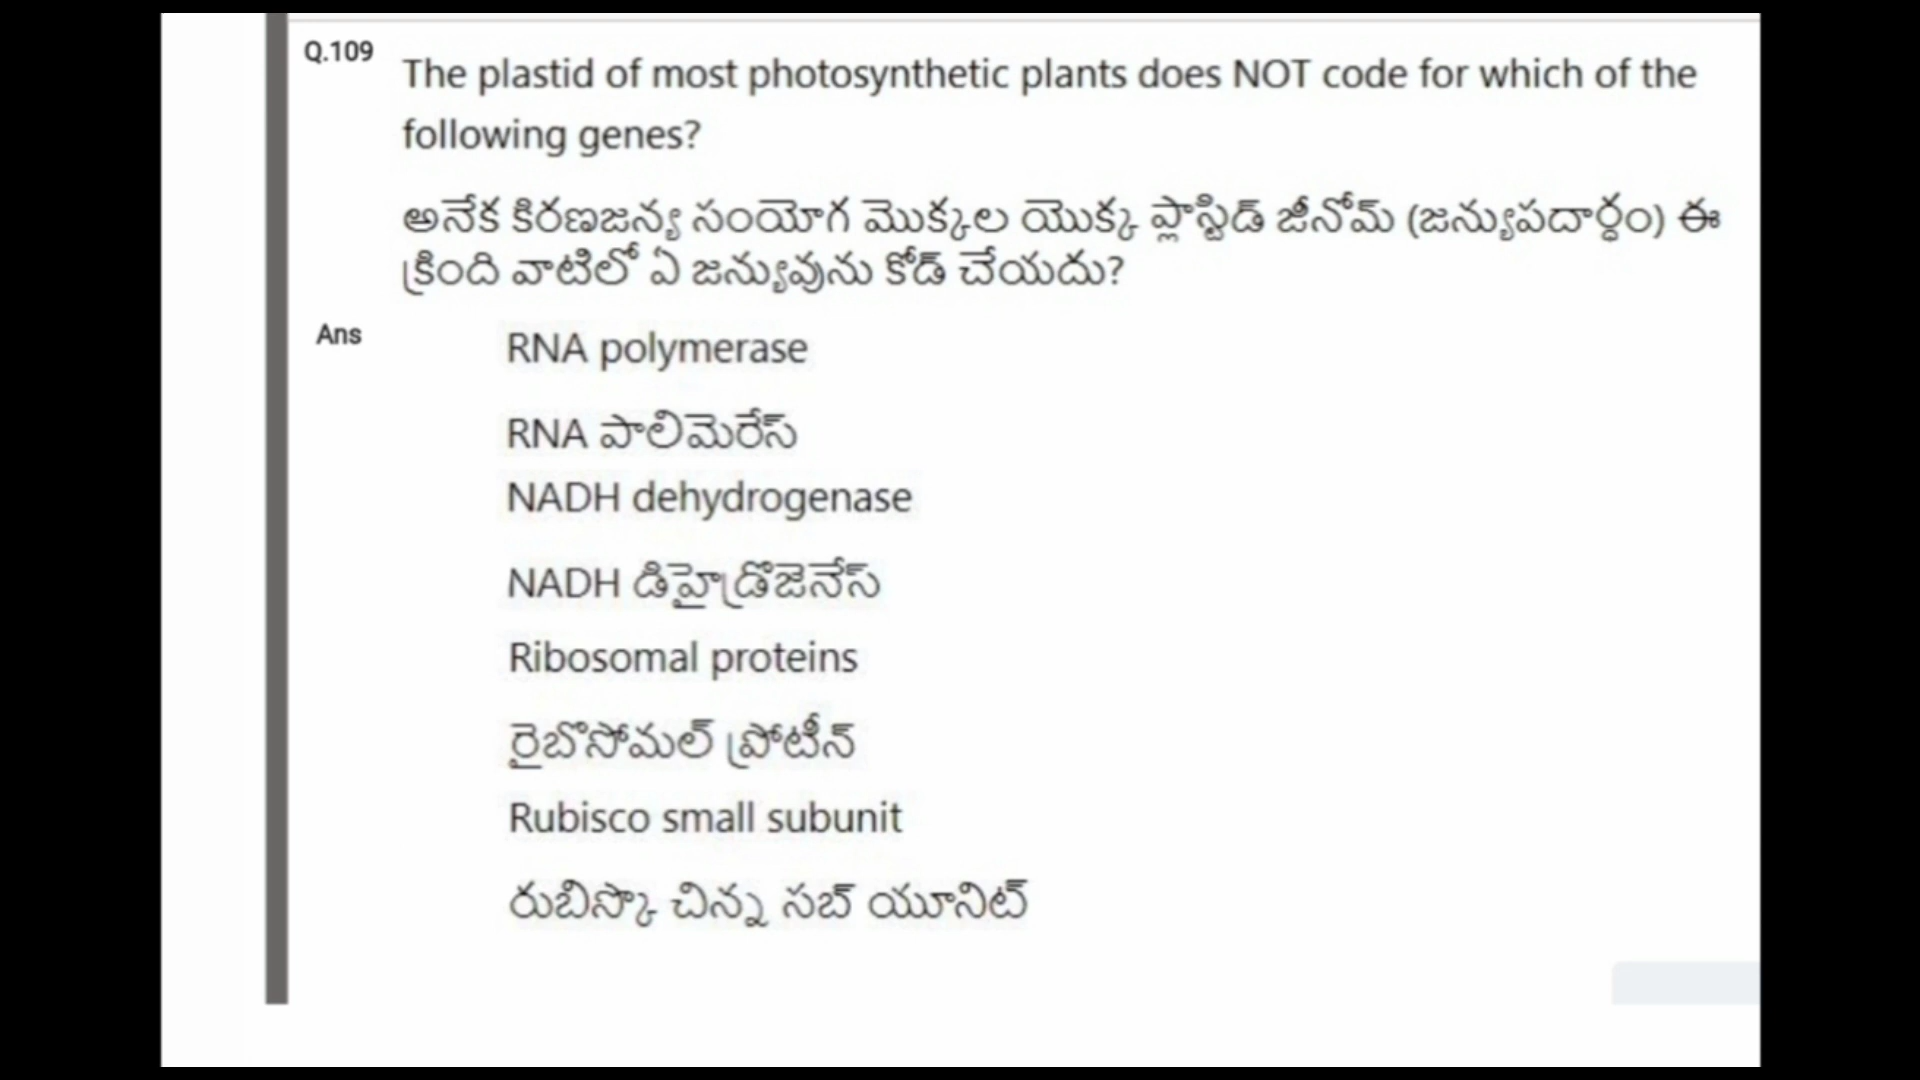 Q.109
The plastid of most photosynthetic plants does NOT code for which of the
following genes?
అనేక కిరణజన్య సంయోగ మొక్కల యొక్క ప్లాస్టిడ్ జీనోమ్ (జన్యుపదార్ధం) ఈ
క్రింది వాటిలో ఏ జన్యువును కోడ్ చేయదు?
Ans
RNA polymerase
RNA పాలిమెరేస్
NADH dehydrogenase
NADH డిహైడ్రొజెనేస్
Ribosomal proteins
రైబొసోమల్ ప్రోటీన్
Rubisco small subunit
రుబిస్కొ చిన్న సబ్ యూనిట్